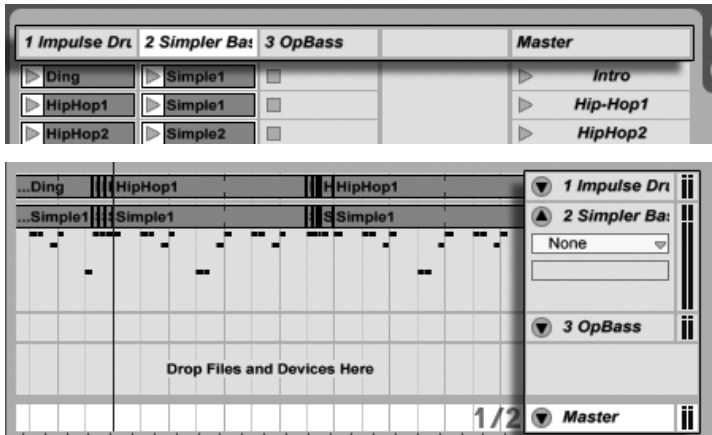 1 Impulse Dru 2 Simpler Bas 3 OpBass Master
Ding Simple1 Intro
HipHop1 Simple1 Hip-Hop1
HipHop2 Simple2 HipHop2
...Ding HipHop1 H HipHop1 1 Impulse Dru
...Simple1 Simple1 S Simple1 2 Simpler Bas
None
3 OpBass
Drop Files and Devices Here
1/2 Master